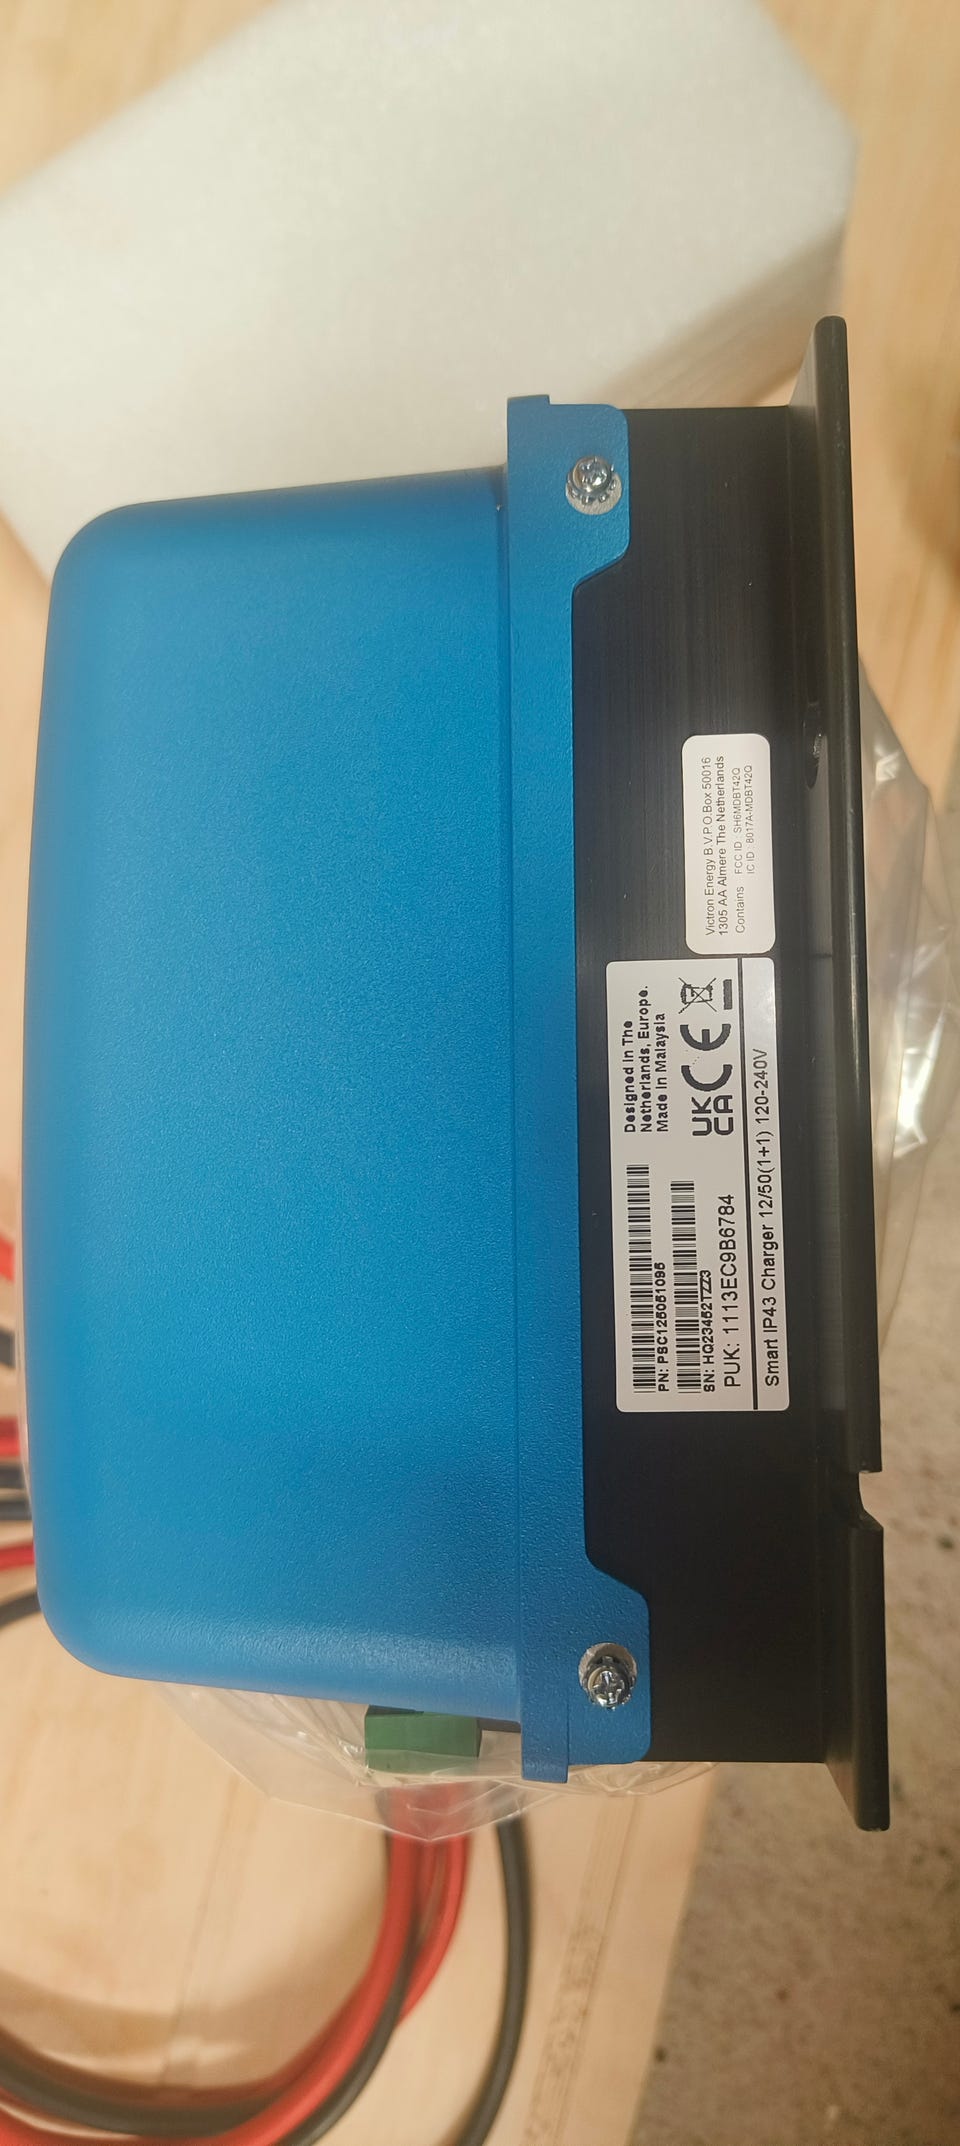 Designed in The
Netherlands, Europe.
Made in Malaysia
PN: PSC125051095
SN: HQ23452TZZ3
PUK: 1113EC9B6784
UK
CA
CE
Smart IP43 Charger 12/50(1+1) 120-240V
Victron Energy B.V.P.O.Box 50016
1305 AA Almere The Netherlands
Contains FCC ID : SH6MDBT42Q
IC ID : 8017A-MDBT42Q